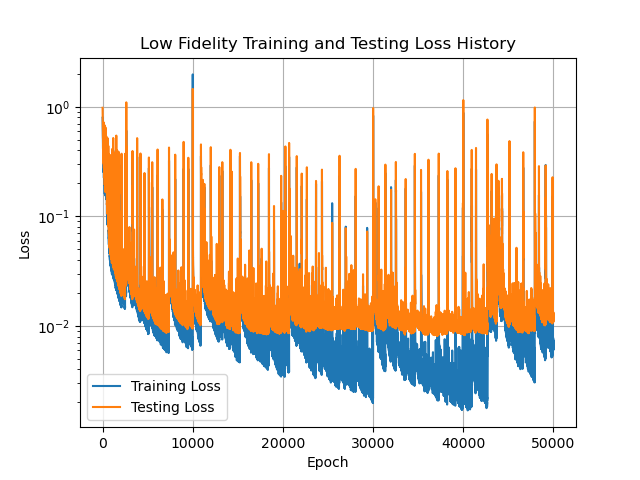 Low Fidelity Training and Testing Loss History
Loss
10^0
10^−1
10^−2
Training Loss
Testing Loss
0 10000 20000 30000 40000 50000
Epoch